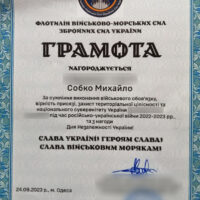 ФЛОТИЛІЯ ВІЙСЬКОВО-МОРСЬКИХ СИЛ
ЗБРОЙНИХ СИЛ УКРАЇНИ
ГРАМОТА
НАГОРОДЖУЄТЬСЯ
Собко Михайло
За сумлінне виконання військового обов'язку,
вірність присязі, захист територіальної цілісності та
національного суверенітету України
під час російсько-української війни 2022-2023 рр.
та з нагоди
Дня Незалежності України!
СЛАВА УКРАЇНІ! ГЕРОЯМ СЛАВА!
СЛАВА ВІЙСЬКОВИМ МОРЯКАМ!
24.08.2023 р., м. Одеса